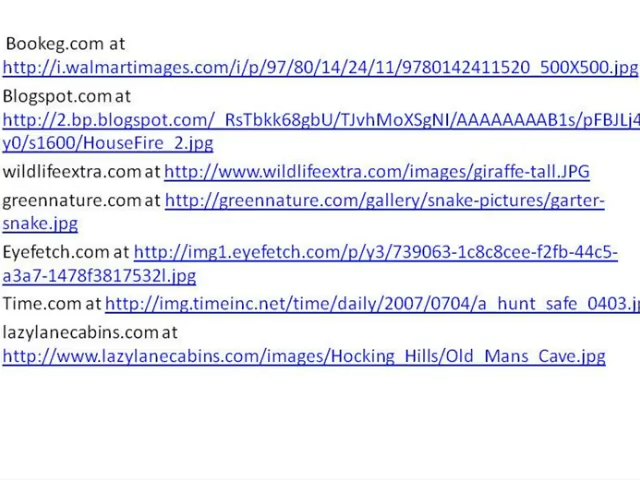 Bookeg.com at
http://i.walmartimages.com/i/p/97/80/14/24/11/9780142411520_500X500.jpg
Blogspot.com at
http://2.bp.blogspot.com/_RsTbkk68gbU/TJvhMoXSgNI/AAAAAAAAB1s/pFBJLj4
y0/s1600/HouseFire_2.jpg
wildlifeextra.com at http://www.wildlifeextra.com/images/giraffe-tall.JPG
greennature.com at http://greennature.com/gallery/snake-pictures/garter-
snake.jpg
Eyefetch.com at http://img1.eyefetch.com/p/y3/739063-1c8c8cee-f2fb-44c5-
a3a7-1478f3817532l.jpg
Time.com at http://img.timeinc.net/time/daily/2007/0704/a_hunt_safe_0403.j
lazylanecabins.com at
http://www.lazylanecabins.com/images/Hocking_Hills/Old_Mans_Cave.jpg